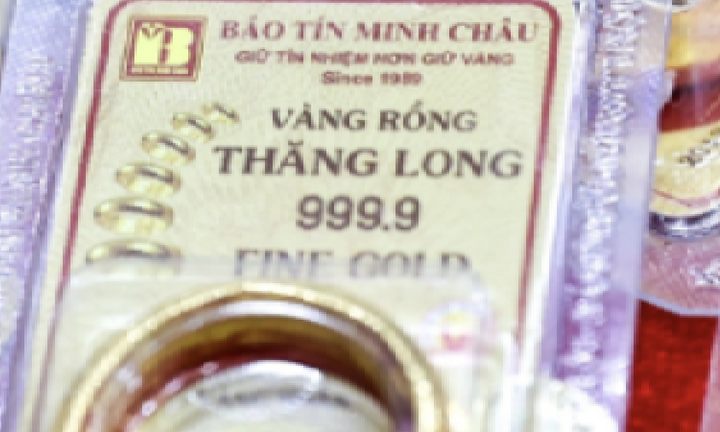 BẢO TÍN MINH CHÂU
GIỮ TÍN NHIỆM HƠN GIỮ VÀNG
Since 1989
VÀNG RỒNG
THĂNG LONG
999.9
FINE GOLD